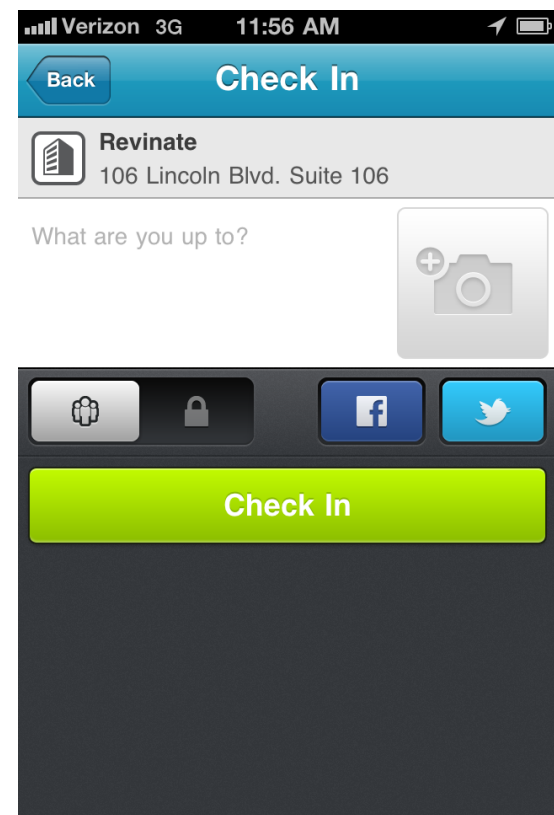 Verizon 3G 11:56 AM
Back Check In
Revinate
106 Lincoln Blvd. Suite 106
What are you up to?
f
Check In